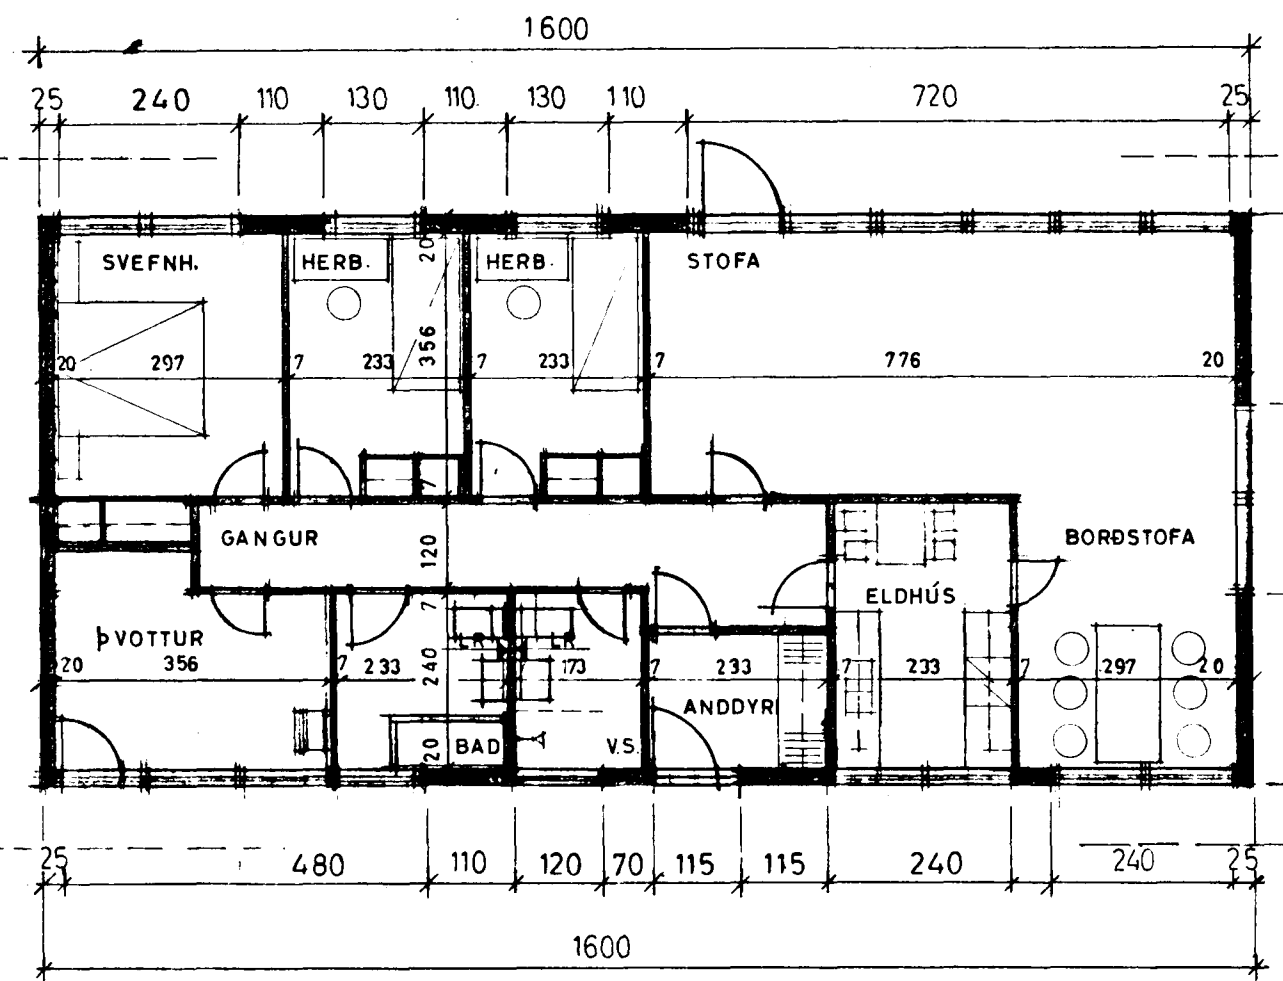 1600
25 240 110 130 110 130 110 720 25
SVEFNH. HERB. HERB. STOFA
20
356
20 297 7 233 7 233 7 776 20
7
GANGUR BORÐSTOFA
120
ELDHÚS
7
ÞVOTTUR LR LR
20 356 7 233 240 173 7 233 7 233 7 297 20
ANDDYRI
BAD V.S.
20
25 480 110 120 70 115 115 240 240 25
1600